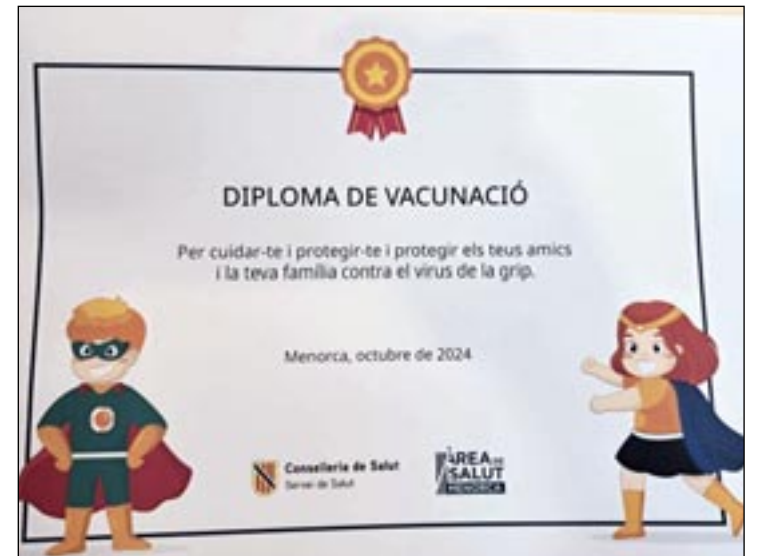 DIPLOMA DE VACUNACIÓ
Per cuidar-te i protegir-te i protegir els teus amics
i la teva família contra el virus de la grip.
Menorca, octubre de 2024
Conselleria de Salut
Servei de Salut
ÀREA DE
SALUT
MENORCA